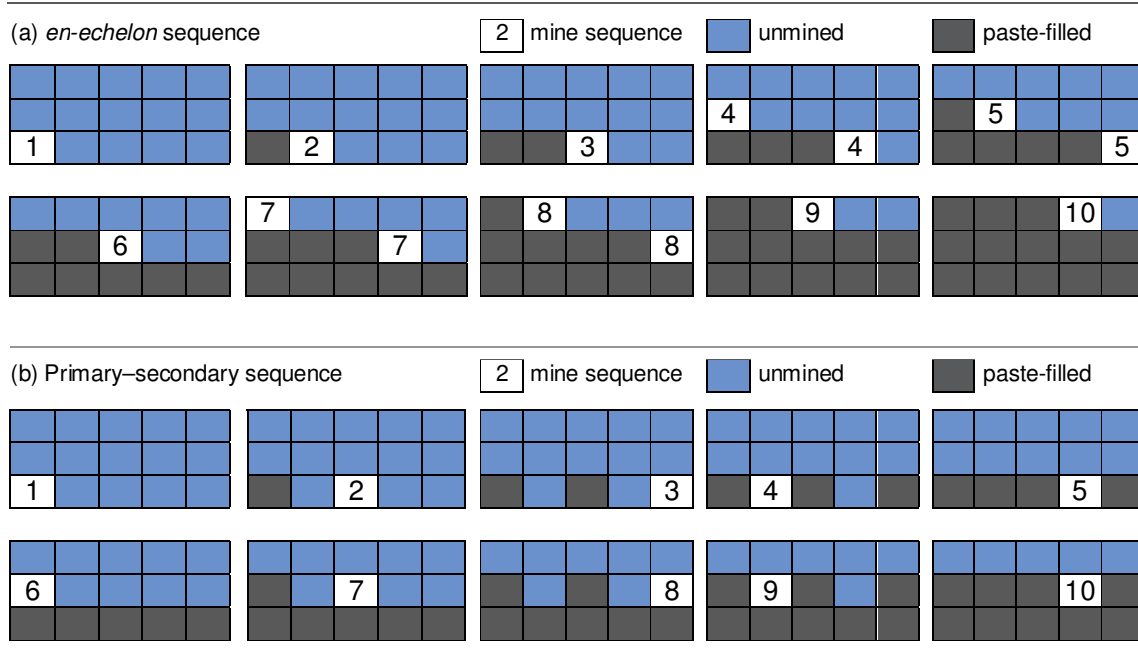 (a) en-echelon sequence 2 mine sequence unmined paste-filled
1 2 3 4 4 5 5
6 7 7 8 8 9 10
(b) Primary–secondary sequence 2 mine sequence unmined paste-filled
1 2 3 4 5
6 7 8 9 10